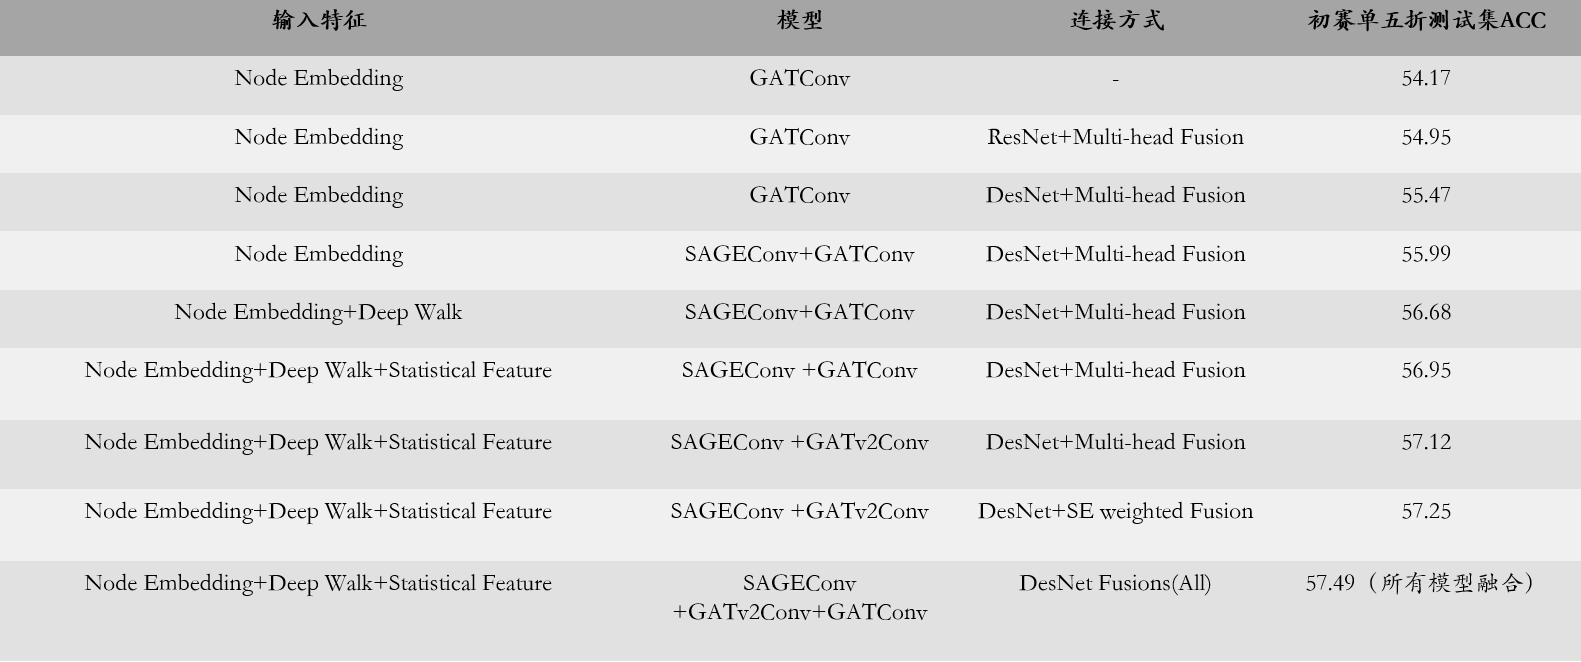 输入特征 模型 连接方式 初赛单五折测试集ACC
Node Embedding GATConv - 54.17
Node Embedding GATConv ResNet+Multi-head Fusion 54.95
Node Embedding GATConv DesNet+Multi-head Fusion 55.47
Node Embedding SAGEConv+GATConv DesNet+Multi-head Fusion 55.99
Node Embedding+Deep Walk SAGEConv+GATConv DesNet+Multi-head Fusion 56.68
Node Embedding+Deep Walk+Statistical Feature SAGEConv +GATConv DesNet+Multi-head Fusion 56.95
Node Embedding+Deep Walk+Statistical Feature SAGEConv +GATv2Conv DesNet+Multi-head Fusion 57.12
Node Embedding+Deep Walk+Statistical Feature SAGEConv +GATv2Conv DesNet+SE weighted Fusion 57.25
Node Embedding+Deep Walk+Statistical Feature SAGEConv DesNet Fusions(All) 57.49（所有模型融合）
+GATv2Conv+GATConv